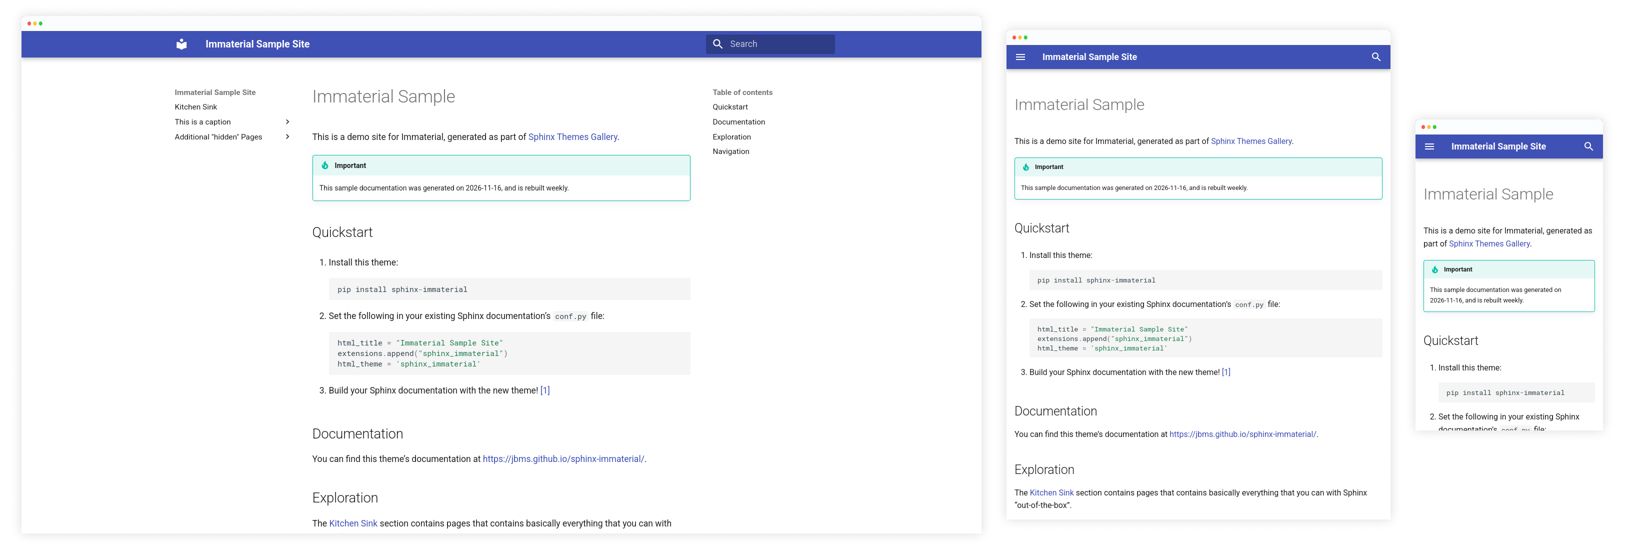 Immaterial Sample Site
Search
Immaterial Sample Site
Kitchen Sink
This is a caption
Additional "hidden" Pages
Immaterial Sample
This is a demo site for Immaterial, generated as part of Sphinx Themes Gallery.
Important
This sample documentation was generated on 2026-11-16, and is rebuilt weekly.
Quickstart
1. Install this theme:
pip install sphinx-immaterial
2. Set the following in your existing Sphinx documentation's conf.py file:
html_title = "Immaterial Sample Site"
extensions.append("sphinx_immaterial")
html_theme = 'sphinx_immaterial'
3. Build your Sphinx documentation with the new theme! [1]
Documentation
You can find this theme's documentation at https://jbms.github.io/sphinx-immaterial/.
Exploration
The Kitchen Sink section contains pages that contains basically everything that you can with
Table of contents
Quickstart
Documentation
Exploration
Navigation
Immaterial Sample Site
Immaterial Sample
This is a demo site for Immaterial, generated as part of Sphinx Themes Gallery.
Important
This sample documentation was generated on 2026-11-16, and is rebuilt weekly.
Quickstart
1. Install this theme:
pip install sphinx-immaterial
2. Set the following in your existing Sphinx documentation's conf.py file:
html_title = "Immaterial Sample Site"
extensions.append("sphinx_immaterial")
html_theme = 'sphinx_immaterial'
3. Build your Sphinx documentation with the new theme! [1]
Documentation
You can find this theme's documentation at https://jbms.github.io/sphinx-immaterial/.
Exploration
The Kitchen Sink section contains pages that contains basically everything that you can with Sphinx
"out-of-the-box".
Immaterial Sample Site
Immaterial Sample
This is a demo site for Immaterial, generated as
part of Sphinx Themes Gallery.
Important
This sample documentation was generated on
2026-11-16, and is rebuilt weekly.
Quickstart
1. Install this theme:
pip install sphinx-immaterial
2. Set the following in your existing Sphinx
documentation's conf.py file: